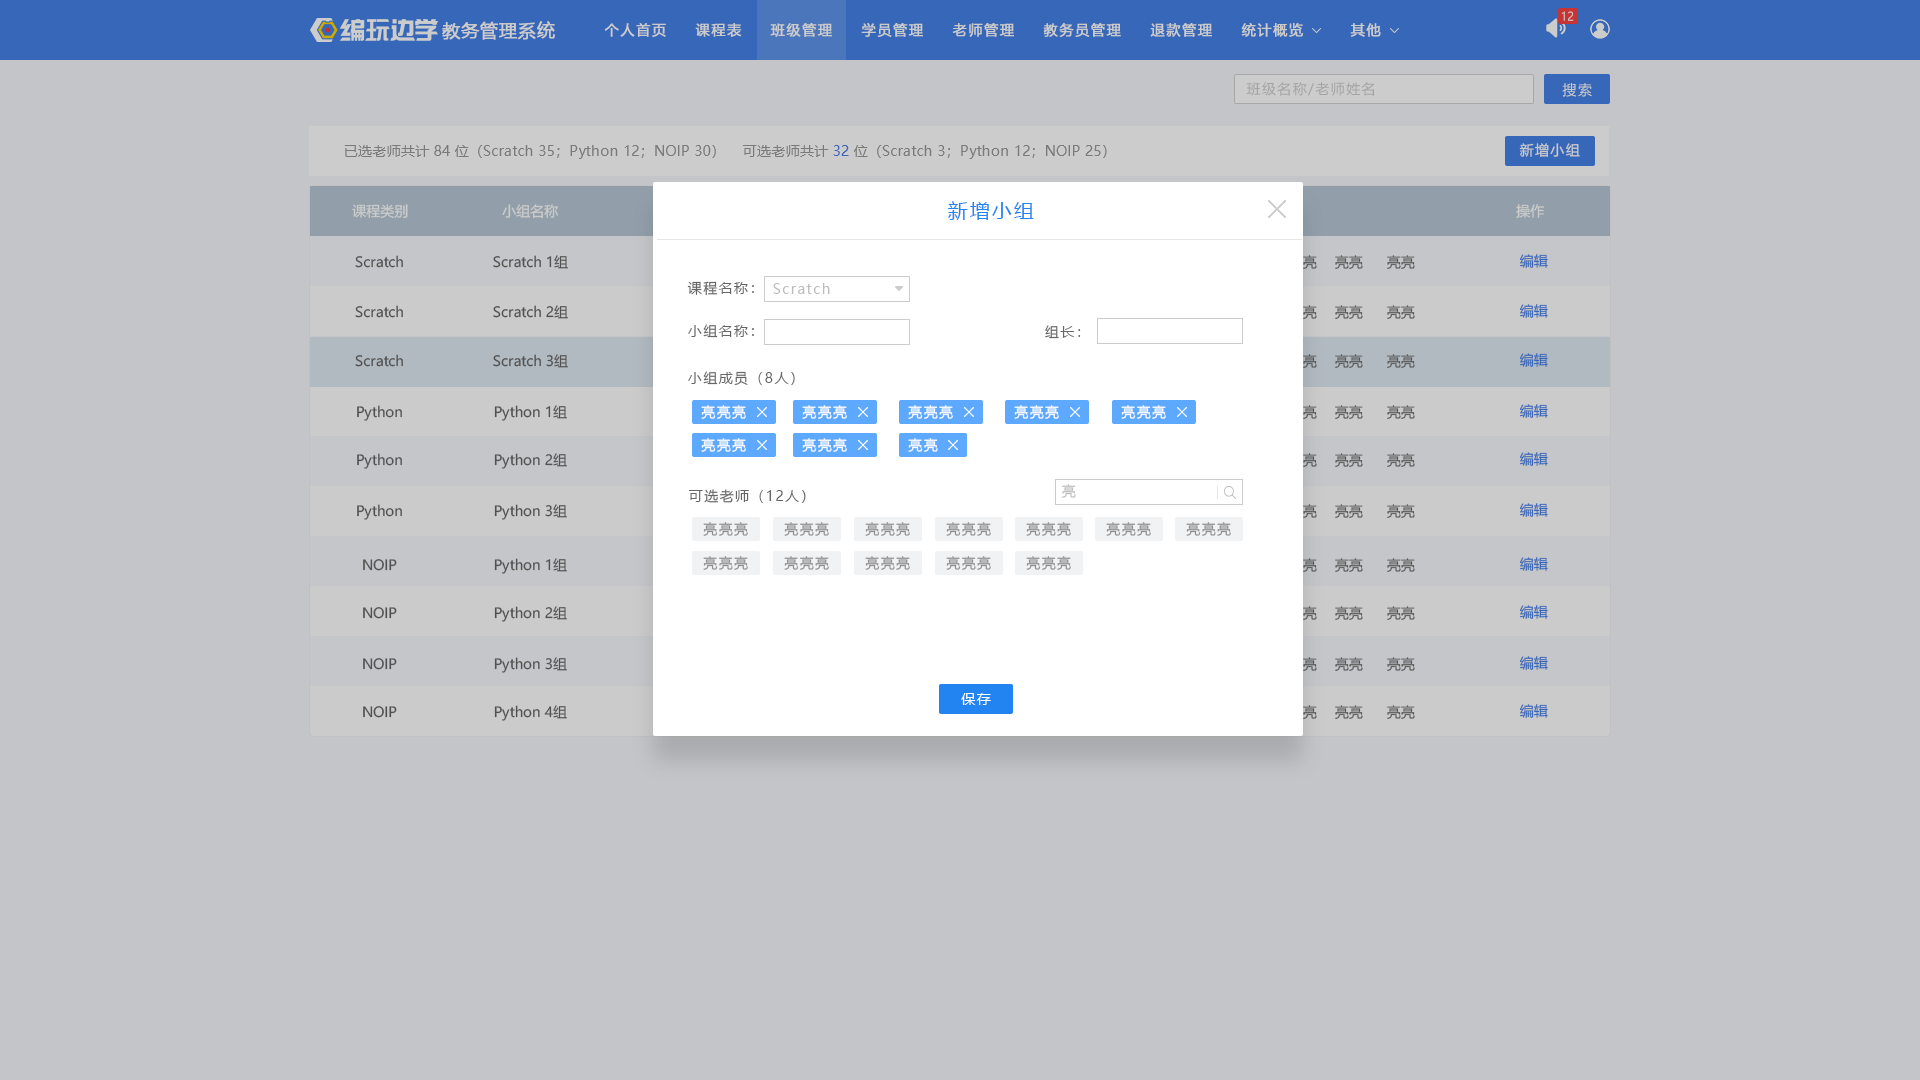 编玩边学 教务管理系统 个人首页 课程表 班级管理 学员管理 老师管理 教务员管理 退款管理 统计概览 其他 12
班级名称/老师姓名 搜索
已选老师共计 84 位（Scratch 35；Python 12；NOIP 30） 可选老师共计 32 位（Scratch 3；Python 12；NOIP 25） 新增小组
课程类别 小组名称 操作
Scratch Scratch 1组 亮 亮亮 亮亮 编辑
Scratch Scratch 2组 亮 亮亮 亮亮 编辑
Scratch Scratch 3组 亮 亮亮 亮亮 编辑
Python Python 1组 亮 亮亮 亮亮 编辑
Python Python 2组 亮 亮亮 亮亮 编辑
Python Python 3组 亮 亮亮 亮亮 编辑
NOIP Python 1组 亮 亮亮 亮亮 编辑
NOIP Python 2组 亮 亮亮 亮亮 编辑
NOIP Python 3组 亮 亮亮 亮亮 编辑
NOIP Python 4组 亮 亮亮 亮亮 编辑
新增小组
课程名称： Scratch
小组名称： 组长：
小组成员（8人）
亮亮亮 亮亮亮 亮亮亮 亮亮亮 亮亮亮
亮亮亮 亮亮亮 亮亮
可选老师（12人） 亮
亮亮亮 亮亮亮 亮亮亮 亮亮亮 亮亮亮 亮亮亮 亮亮亮
亮亮亮 亮亮亮 亮亮亮 亮亮亮 亮亮亮
保存